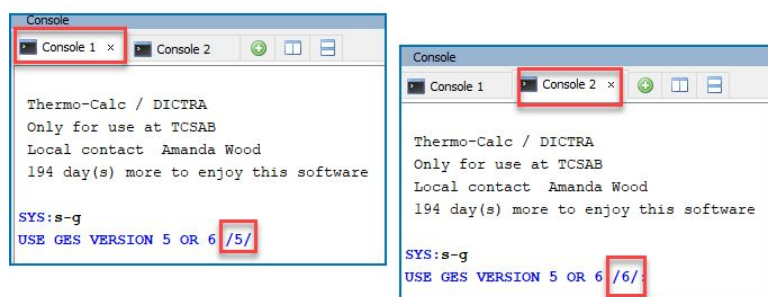 Console
Console 1 × Console 2
Thermo-Calc / DICTRA
Only for use at TCSAB
Local contact Amanda Wood
194 day(s) more to enjoy this software
SYS:s-g
USE GES VERSION 5 OR 6 /5/
Console
Console 1 Console 2 ×
Thermo-Calc / DICTRA
Only for use at TCSAB
Local contact Amanda Wood
194 day(s) more to enjoy this software
SYS:s-g
USE GES VERSION 5 OR 6 /6/: